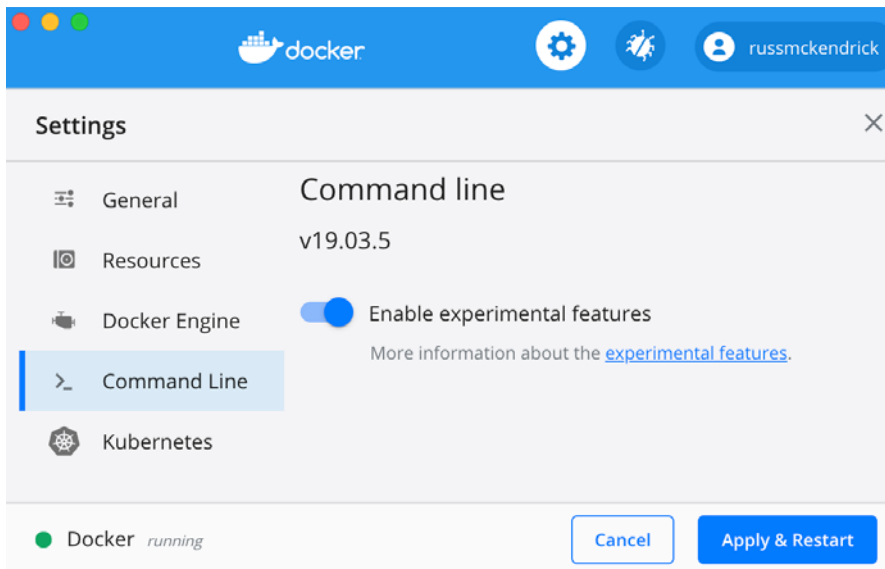 docker
russmckendrick
Settings
General
Resources
Docker Engine
Command Line
Kubernetes
Command line
v19.03.5
Enable experimental features
More information about the experimental features.
Docker running
Cancel
Apply & Restart